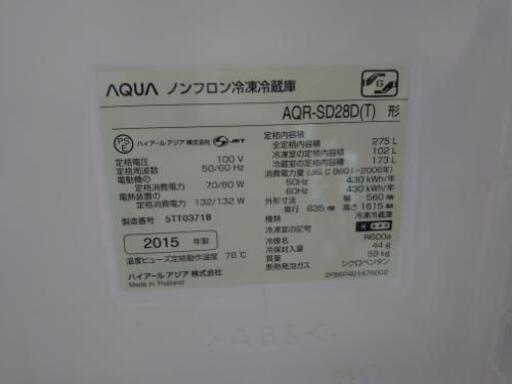 AQUA ノンフロン冷凍冷蔵庫
AQR-SD28D(T) 形
PS
E
ハイアール アジア 株式会社 JET
定格電圧 100 V
定格周波数 50/60 Hz
電動機の
定格消費電力 70/80 W
電熱装置の
定格消費電力 132/132 W
製造番号 5TT03718
2015 年製
温度ヒューズ定格動作温度 76℃
ハイアール アジア 株式会社
Made in Thailand
G
定格内容積
全定格内容積 275 L
冷凍室の定格内容積 102 L
冷蔵室の定格内容積 173 L
消費電力量 (JIS C 9801-2006年)
50Hz 430 kWh/年
60Hz 430 kWh/年
外形寸法 幅 560 mm
奥行 635 mm 高さ 1615 mm
種類 冷凍冷蔵庫
冷凍室の記号
冷媒名 R600a
冷媒封入量 44 g
質量 59 kg
断熱発泡ガス シクロペンタン
>ABS<